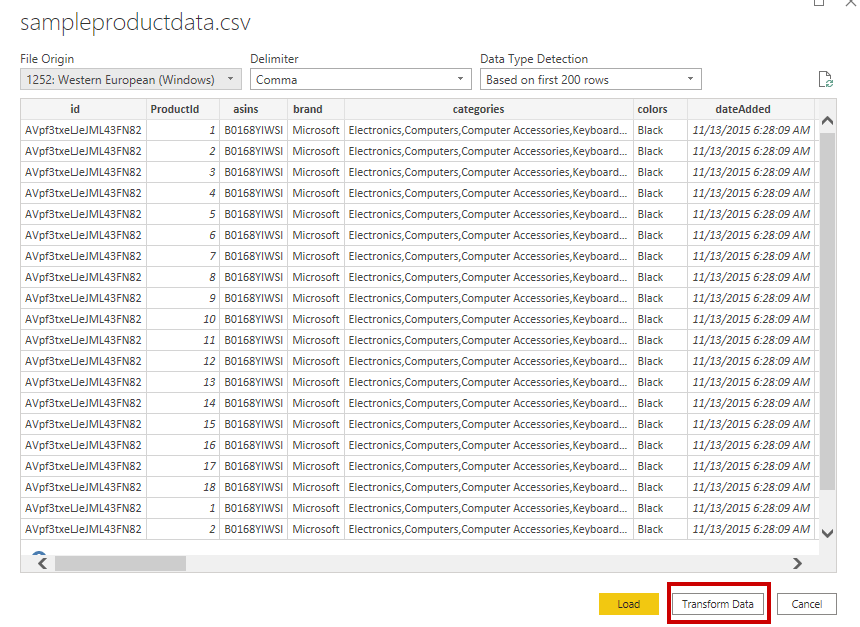 sampleproductdata.csv
File Origin Delimiter Data Type Detection
1252: Western European (Windows) Comma Based on first 200 rows
id ProductId asins brand categories colors dateAdded
AVpf3txeLJeJML43FN82 1 B0168YIWSI Microsoft Electronics,Computers,Computer Accessories,Keyboard... Black 11/13/2015 6:28:09 AM
AVpf3txeLJeJML43FN82 2 B0168YIWSI Microsoft Electronics,Computers,Computer Accessories,Keyboard... Black 11/13/2015 6:28:09 AM
AVpf3txeLJeJML43FN82 3 B0168YIWSI Microsoft Electronics,Computers,Computer Accessories,Keyboard... Black 11/13/2015 6:28:09 AM
AVpf3txeLJeJML43FN82 4 B0168YIWSI Microsoft Electronics,Computers,Computer Accessories,Keyboard... Black 11/13/2015 6:28:09 AM
AVpf3txeLJeJML43FN82 5 B0168YIWSI Microsoft Electronics,Computers,Computer Accessories,Keyboard... Black 11/13/2015 6:28:09 AM
AVpf3txeLJeJML43FN82 6 B0168YIWSI Microsoft Electronics,Computers,Computer Accessories,Keyboard... Black 11/13/2015 6:28:09 AM
AVpf3txeLJeJML43FN82 7 B0168YIWSI Microsoft Electronics,Computers,Computer Accessories,Keyboard... Black 11/13/2015 6:28:09 AM
AVpf3txeLJeJML43FN82 8 B0168YIWSI Microsoft Electronics,Computers,Computer Accessories,Keyboard... Black 11/13/2015 6:28:09 AM
AVpf3txeLJeJML43FN82 9 B0168YIWSI Microsoft Electronics,Computers,Computer Accessories,Keyboard... Black 11/13/2015 6:28:09 AM
AVpf3txeLJeJML43FN82 10 B0168YIWSI Microsoft Electronics,Computers,Computer Accessories,Keyboard... Black 11/13/2015 6:28:09 AM
AVpf3txeLJeJML43FN82 11 B0168YIWSI Microsoft Electronics,Computers,Computer Accessories,Keyboard... Black 11/13/2015 6:28:09 AM
AVpf3txeLJeJML43FN82 12 B0168YIWSI Microsoft Electronics,Computers,Computer Accessories,Keyboard... Black 11/13/2015 6:28:09 AM
AVpf3txeLJeJML43FN82 13 B0168YIWSI Microsoft Electronics,Computers,Computer Accessories,Keyboard... Black 11/13/2015 6:28:09 AM
AVpf3txeLJeJML43FN82 14 B0168YIWSI Microsoft Electronics,Computers,Computer Accessories,Keyboard... Black 11/13/2015 6:28:09 AM
AVpf3txeLJeJML43FN82 15 B0168YIWSI Microsoft Electronics,Computers,Computer Accessories,Keyboard... Black 11/13/2015 6:28:09 AM
AVpf3txeLJeJML43FN82 16 B0168YIWSI Microsoft Electronics,Computers,Computer Accessories,Keyboard... Black 11/13/2015 6:28:09 AM
AVpf3txeLJeJML43FN82 17 B0168YIWSI Microsoft Electronics,Computers,Computer Accessories,Keyboard... Black 11/13/2015 6:28:09 AM
AVpf3txeLJeJML43FN82 18 B0168YIWSI Microsoft Electronics,Computers,Computer Accessories,Keyboard... Black 11/13/2015 6:28:09 AM
AVpf3txeLJeJML43FN82 1 B0168YIWSI Microsoft Electronics,Computers,Computer Accessories,Keyboard... Black 11/13/2015 6:28:09 AM
AVpf3txeLJeJML43FN82 2 B0168YIWSI Microsoft Electronics,Computers,Computer Accessories,Keyboard... Black 11/13/2015 6:28:09 AM
Load Transform Data Cancel